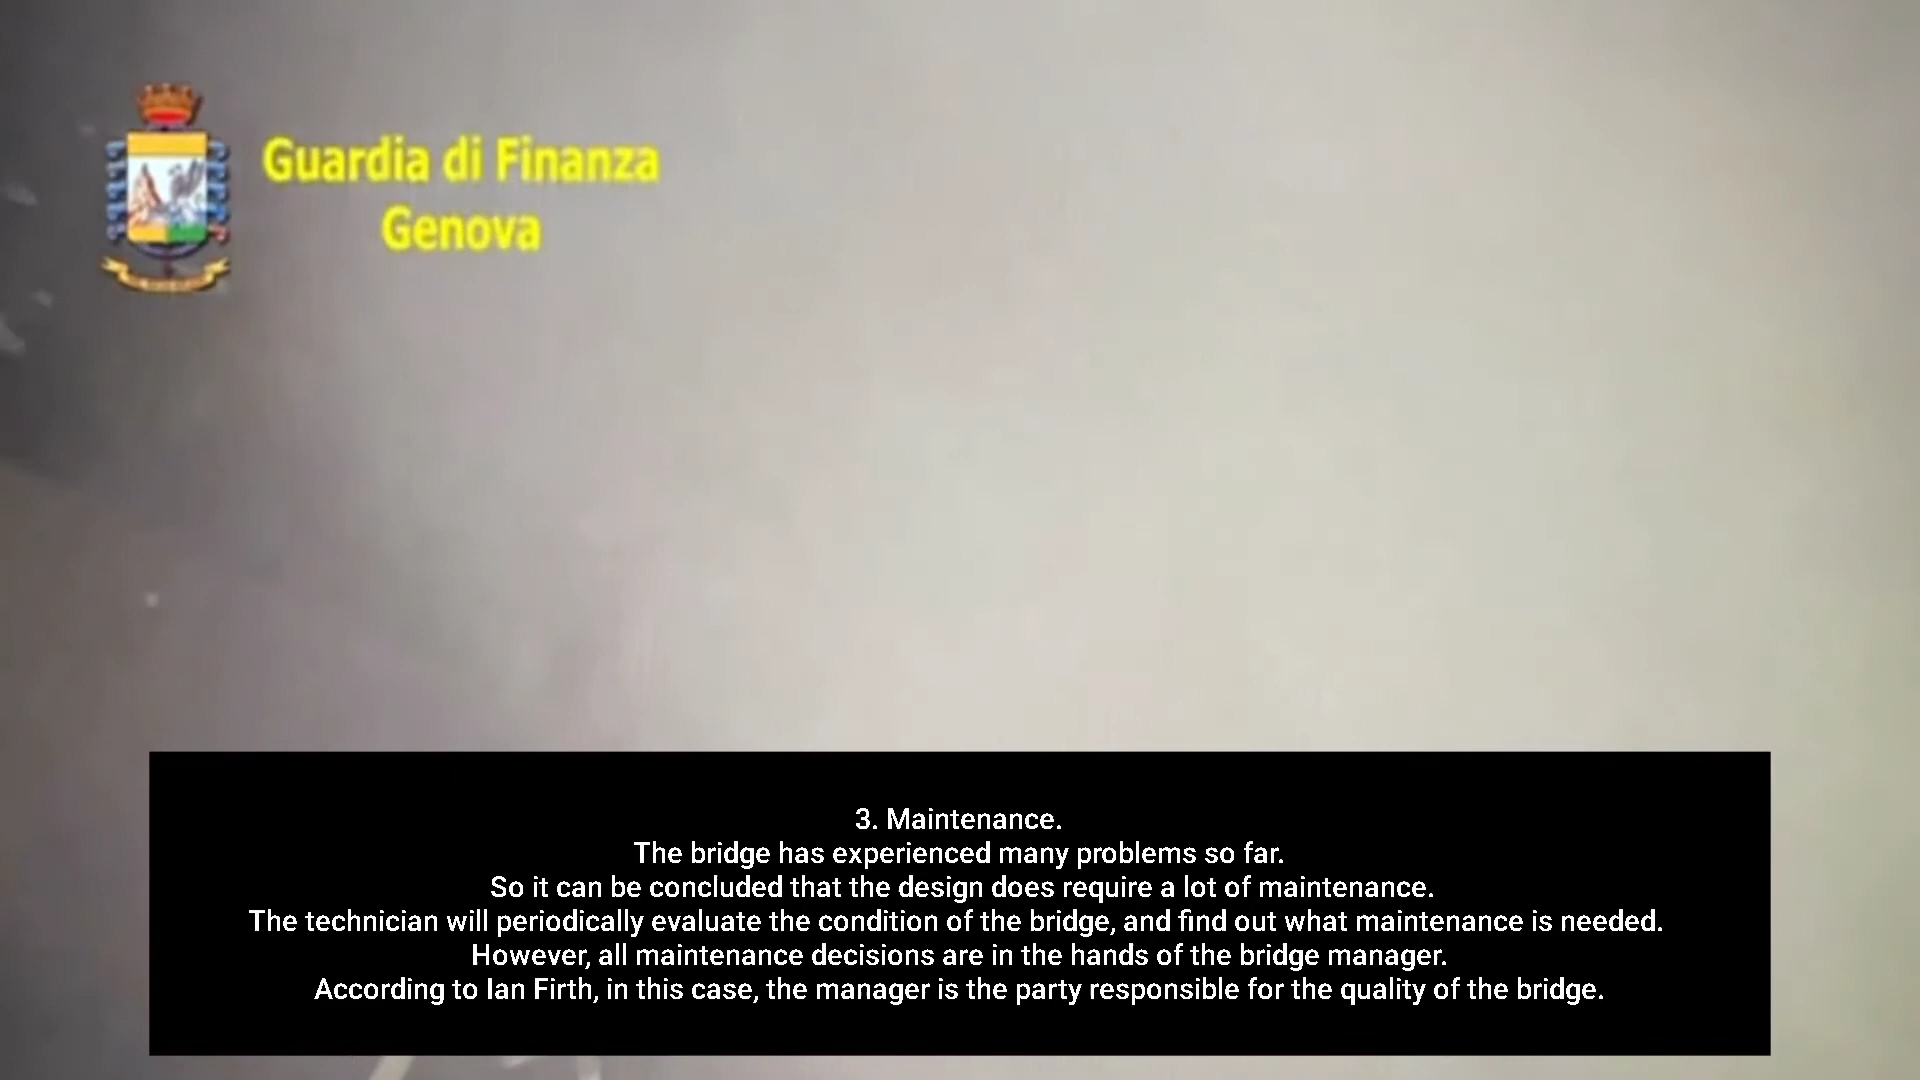 Guardia di Finanza
Genova
3. Maintenance.
The bridge has experienced many problems so far.
So it can be concluded that the design does require a lot of maintenance.
The technician will periodically evaluate the condition of the bridge, and find out what maintenance is needed.
However, all maintenance decisions are in the hands of the bridge manager.
According to Ian Firth, in this case, the manager is the party responsible for the quality of the bridge.